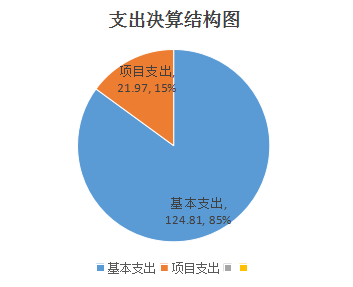 支出决算结构图
项目支出,
21.97, 15%
基本支出,
124.81, 85%
基本支出 项目支出